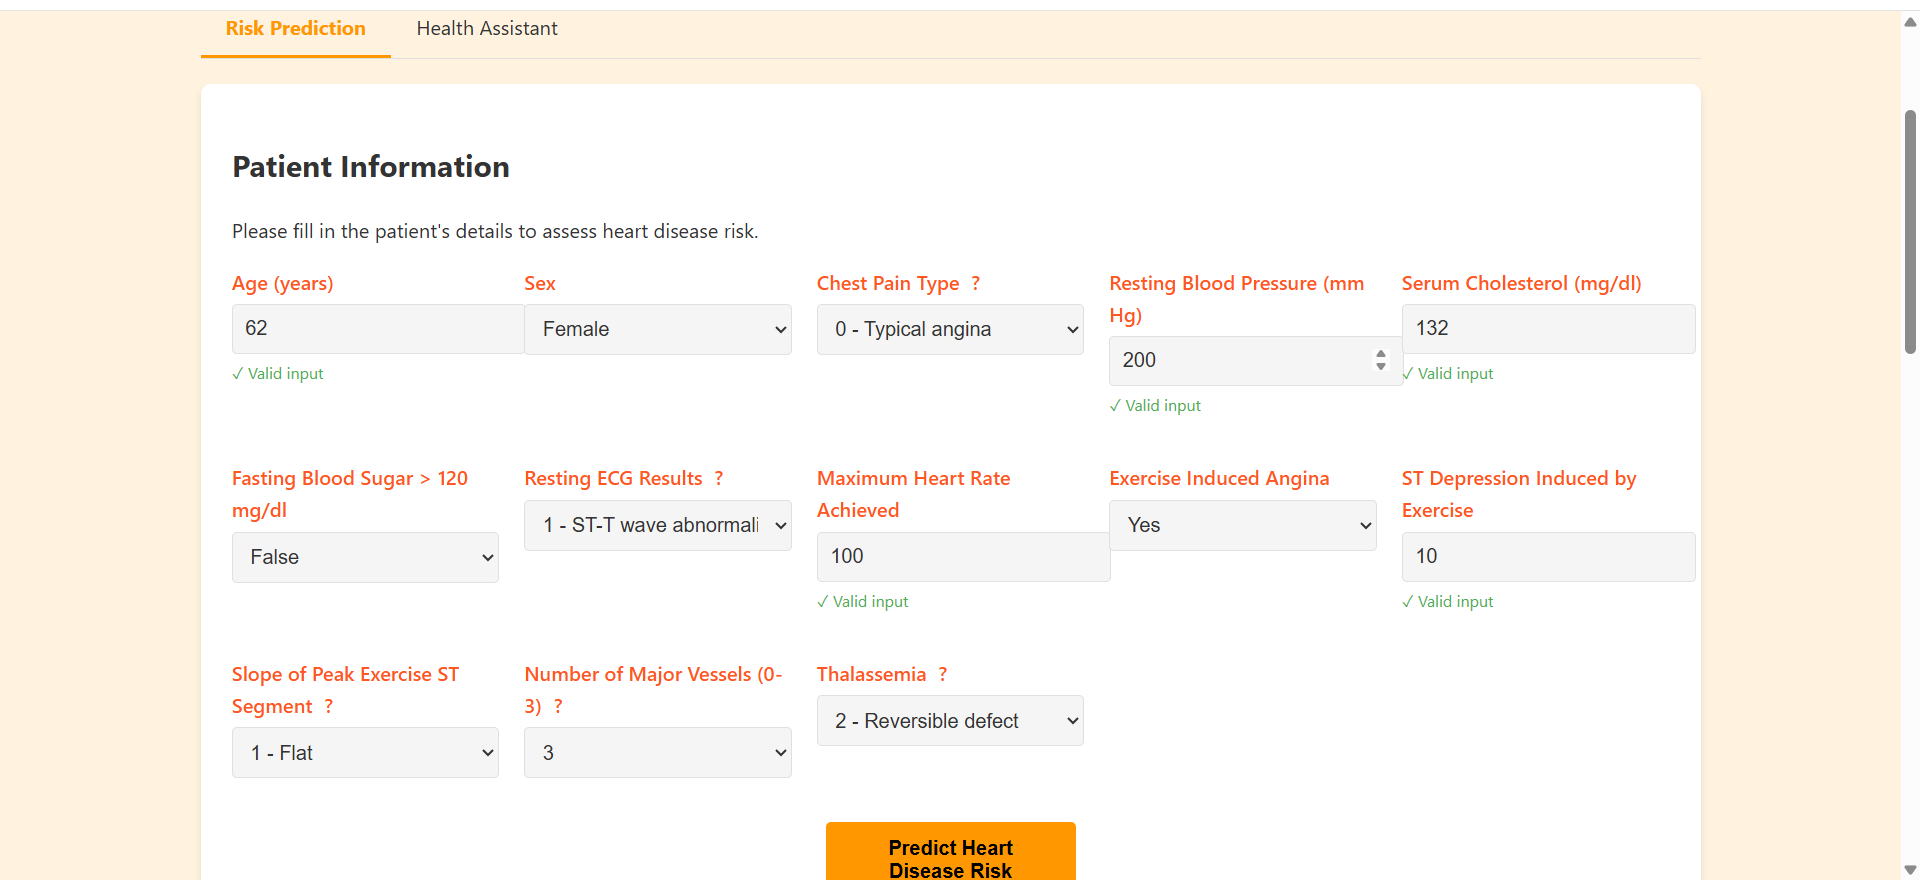 Risk Prediction
Health Assistant
Patient Information
Please fill in the patient's details to assess heart disease risk.
Age (years)
62
✓ Valid input
Sex
Female
Chest Pain Type ?
0 - Typical angina
Resting Blood Pressure (mm
Hg)
200
✓ Valid input
Serum Cholesterol (mg/dl)
132
✓ Valid input
Fasting Blood Sugar > 120
mg/dl
False
Resting ECG Results ?
1 - ST-T wave abnormali
Maximum Heart Rate
Achieved
100
✓ Valid input
Exercise Induced Angina
Yes
ST Depression Induced by
Exercise
10
✓ Valid input
Slope of Peak Exercise ST
Segment ?
1 - Flat
Number of Major Vessels (0-
3) ?
3
Thalassemia ?
2 - Reversible defect
Predict Heart
Disease Risk